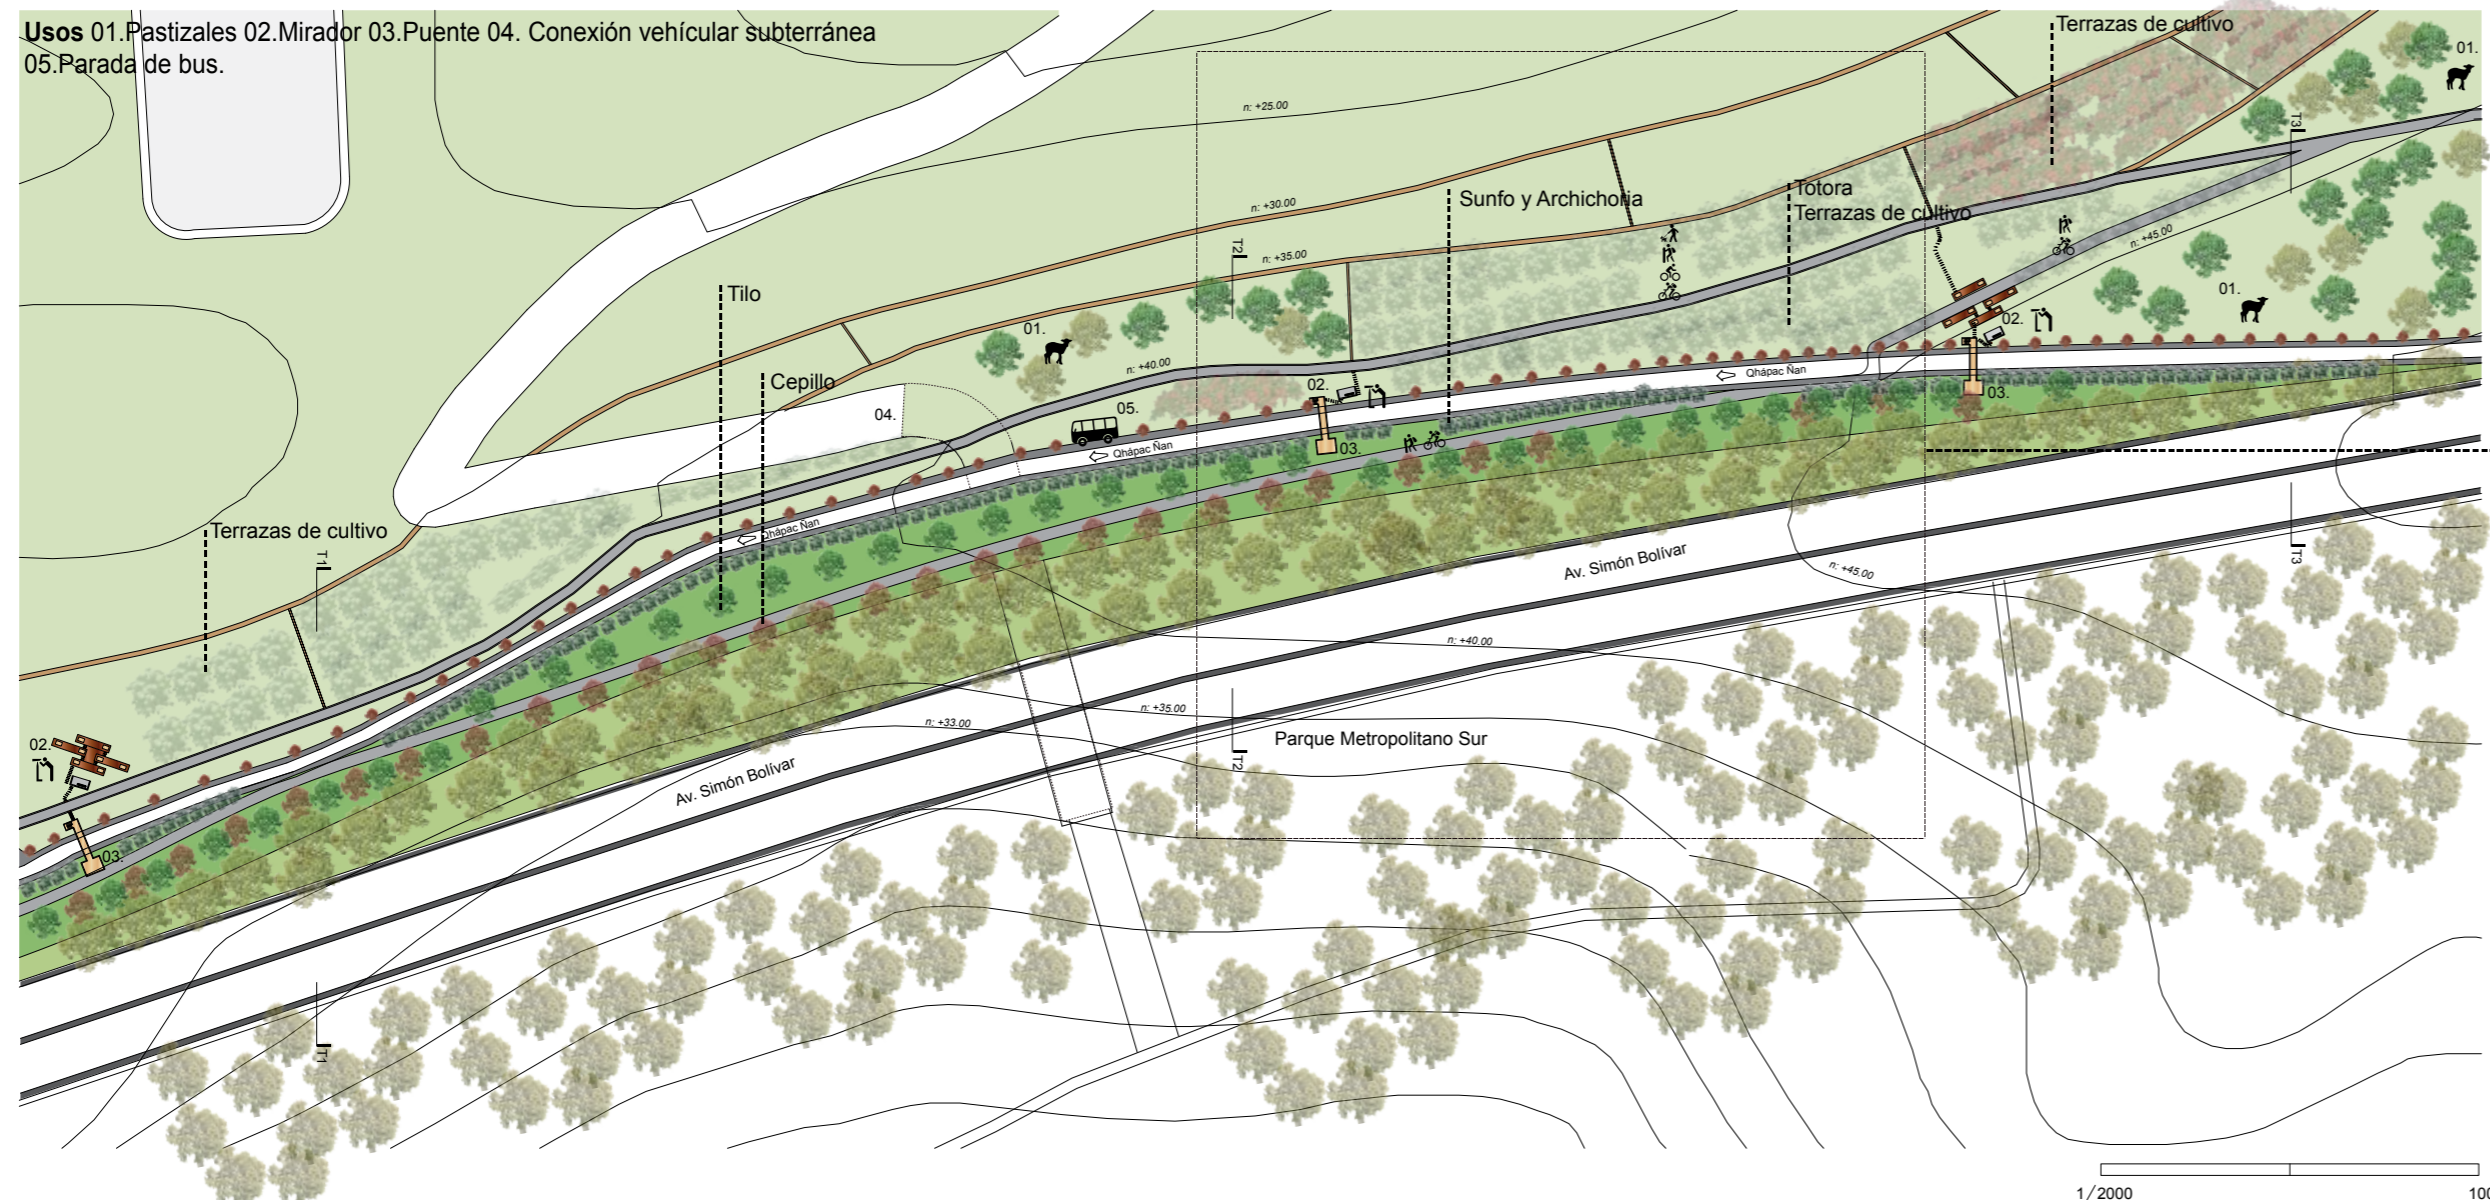 Usos 01.Pastizales 02.Mirador 03.Puente 04. Conexión vehícular subterránea
05.Parada de bus.
Terrazas de cultivo
01.
n: +25.00
T3
Totora
Terrazas de cultivo
Sunfo y Archichoria
n: +30.00
n: +45.00
T2
n: +35.00
Tilo
01.
01.
02.
n: +40.00
Qhápac Ñan
Cepillo
02.
03.
05.
04.
Qhápac Ñan
03.
Qhápac Ñan
Terrazas de cultivo
T1
Av. Simón Bolívar
T3
n: +45.00
n: +40.00
n: +35.00
n: +33.00
Parque Metropolitano Sur
02.
T2
Av. Simón Bolívar
03.
T1
1/2000
100